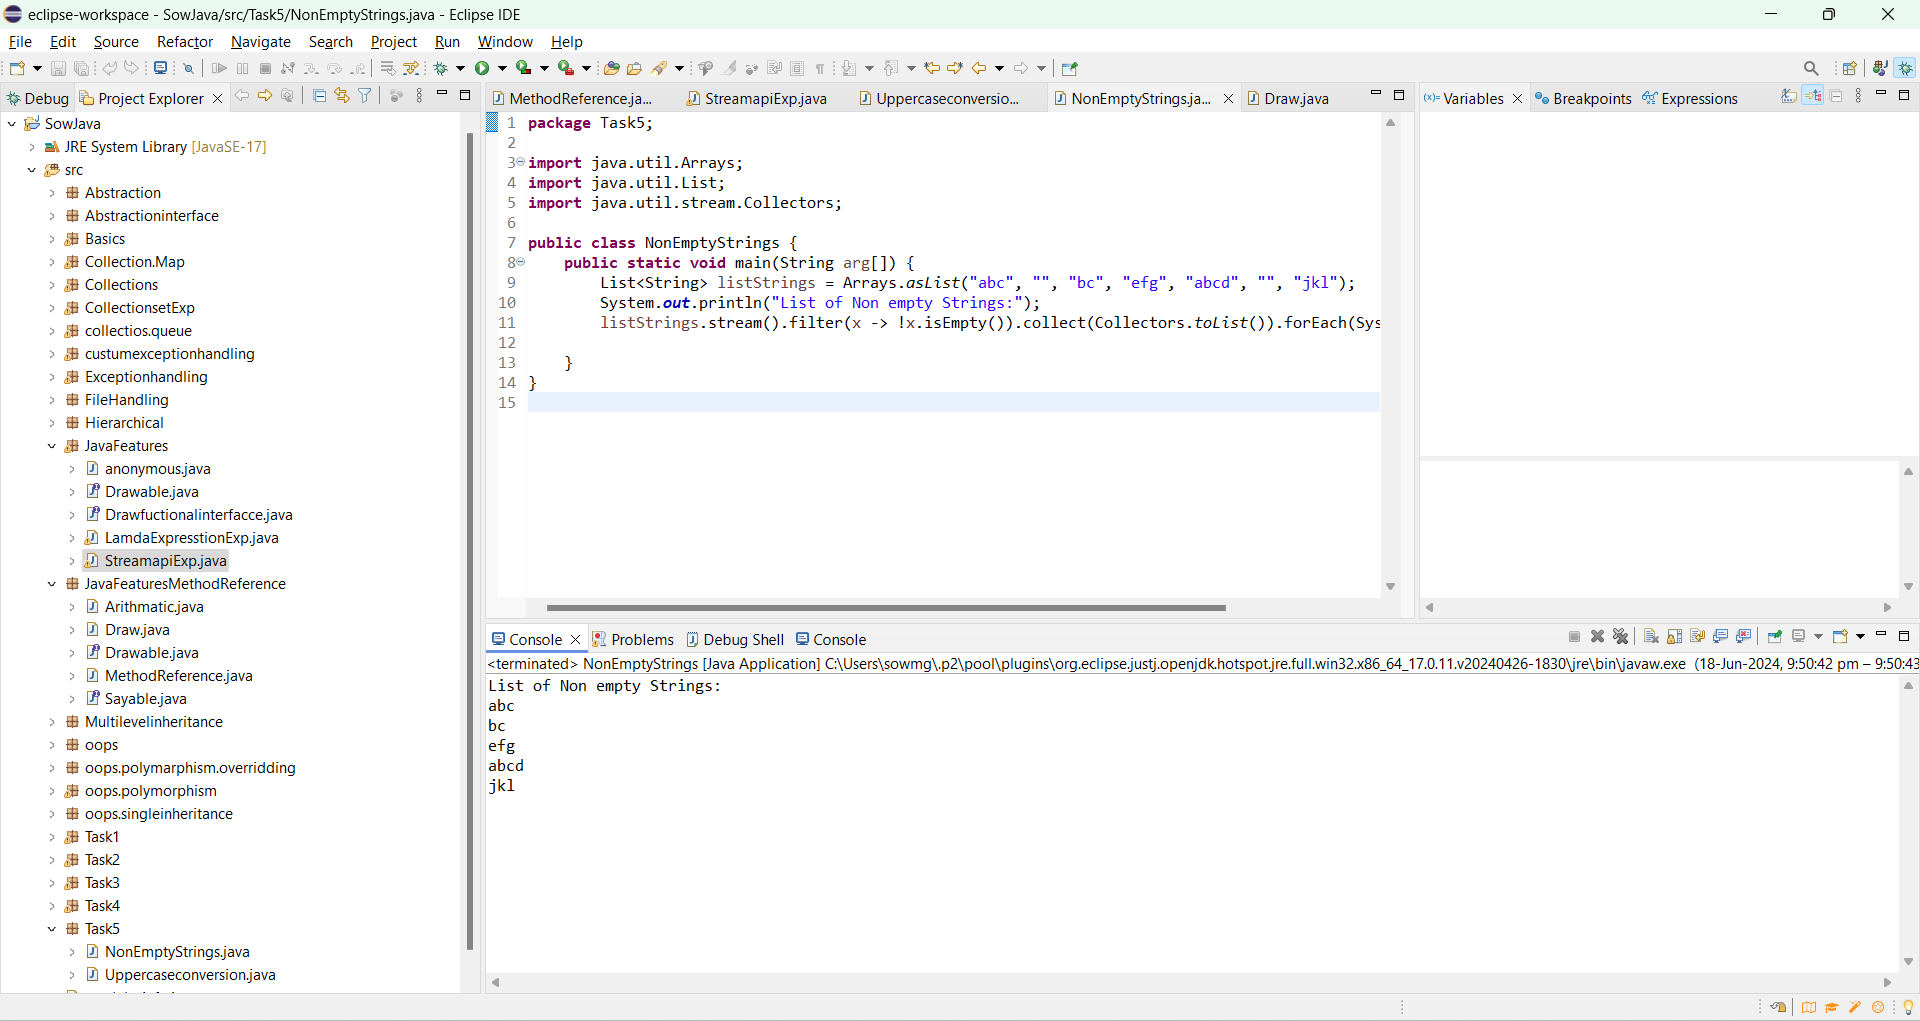 eclipse-workspace - SowJava/src/Task5/NonEmptyStrings.java - Eclipse IDE
File Edit Source Refactor Navigate Search Project Run Window Help
Debug Project Explorer
SowJava
JRE System Library [JavaSE-17]
src
Abstraction
Abstractioninterface
Basics
Collection.Map
Collections
CollectionsetExp
collectios.queue
custumexceptionhandling
Exceptionhandling
FileHandling
Hierarchical
JavaFeatures
anonymous.java
Drawable.java
Drawfuctionalinterfacce.java
LamdaExpresstionExp.java
StreamapiExp.java
JavaFeaturesMethodReference
Arithmatic.java
Draw.java
Drawable.java
MethodReference.java
Sayable.java
Multilevelinheritance
oops
oops.polymarphism.overridding
oops.polymorphism
oops.singleinheritance
Task1
Task2
Task3
Task4
Task5
NonEmptyStrings.java
Uppercaseconversion.java
MethodReference.ja... StreamapiExp.java Uppercaseconversio... NonEmptyStrings.ja... Draw.java
1 package Task5;
2
3 import java.util.Arrays;
4 import java.util.List;
5 import java.util.stream.Collectors;
6
7 public class NonEmptyStrings {
8 public static void main(String arg[]) {
9 List<String> listStrings = Arrays.asList("abc", "", "bc", "efg", "abcd", "", "jkl");
10 System.out.println("List of Non empty Strings:");
11 listStrings.stream().filter(x -> !x.isEmpty()).collect(Collectors.toList()).forEach(Sys
12
13 }
14 }
15
(x)= Variables Breakpoints Expressions
Console Problems Debug Shell Console
<terminated> NonEmptyStrings [Java Application] C:\Users\sowmg\.p2\pool\plugins\org.eclipse.justj.openjdk.hotspot.jre.full.win32.x86_64_17.0.11.v20240426-1830\jre\bin\javaw.exe (18-Jun-2024, 9:50:42 pm – 9:50:43
List of Non empty Strings:
abc
bc
efg
abcd
jkl